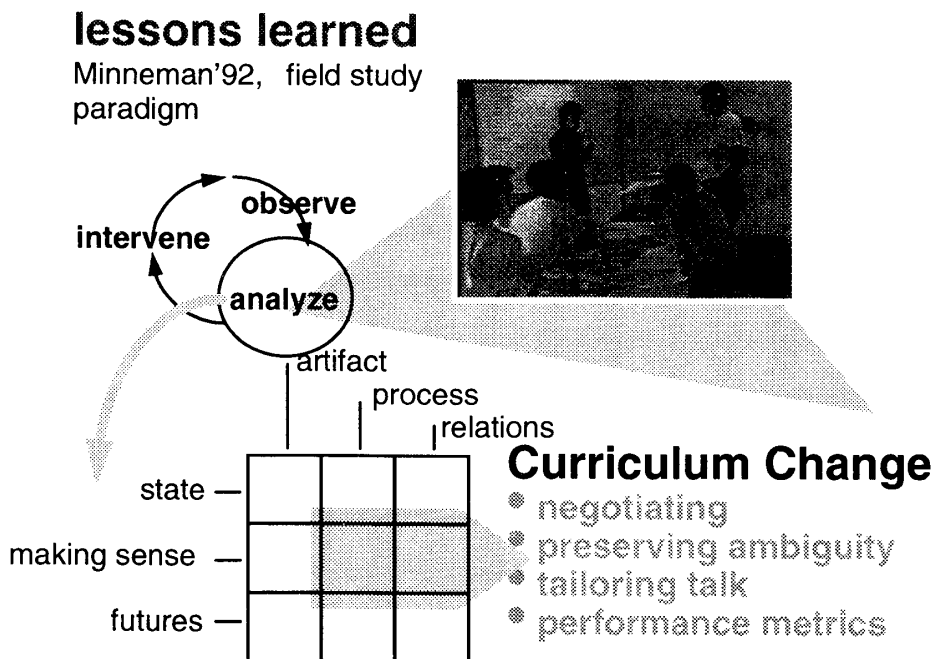 lessons learned
Minneman'92, field study
paradigm
observe
intervene
analyze
artifact
process
relations
Curriculum Change
state
• negotiating
making sense
• preserving ambiguity
• tailoring talk
futures
• performance metrics